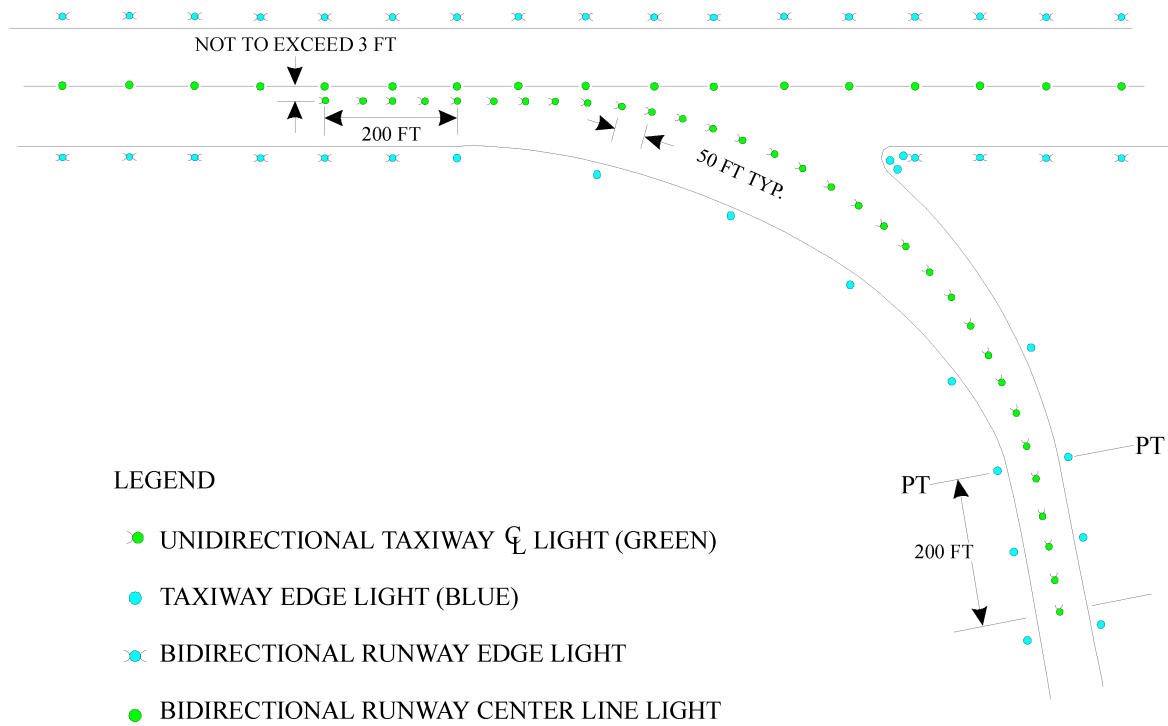 NOT TO EXCEED 3 FT
200 FT
50 FT TYP.
PT
PT
200 FT
LEGEND
UNIDIRECTIONAL TAXIWAY ℄ LIGHT (GREEN)
TAXIWAY EDGE LIGHT (BLUE)
BIDIRECTIONAL RUNWAY EDGE LIGHT
BIDIRECTIONAL RUNWAY CENTER LINE LIGHT